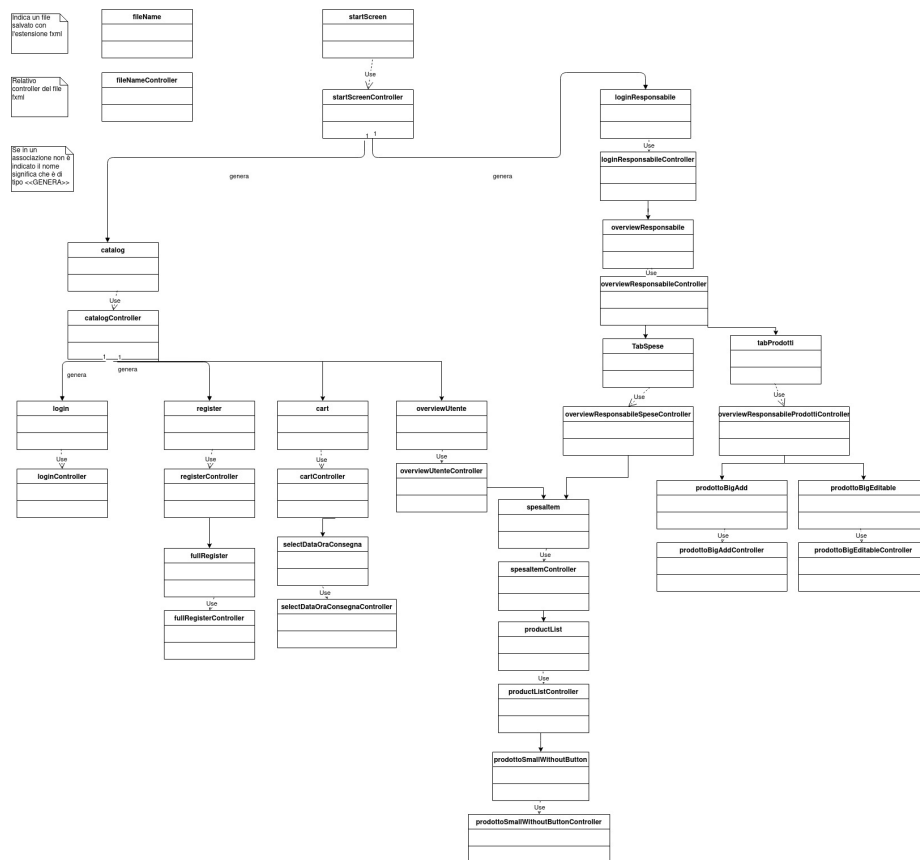 Indica un file
salvato con
l'estensione fxml
fileName
startScreen
Use
Relativo
controller del file
fxml
fileNameController
startScreenController
1 1
loginResponsabile
Use
loginResponsabileController
Se in un
associazione non è
indicato il nome
significa che è di
tipo <<GENERA>>
genera
genera
overviewResponsabile
Use
overviewResponsabileController
catalog
Use
catalogController
1 1
genera
genera
TabSpese
tabProdotti
Use
Use
login
register
cart
overviewUtente
overviewResponsabileSpeseController
overviewResponsabileProdottiController
Use
Use
Use
Use
loginController
registerController
cartController
overviewUtenteController
prodottoBigAdd
prodottoBigEditable
spesaItem
Use
Use
Use
selectDataOraConsegna
prodottoBigAddController
prodottoBigEditableController
fullRegister
spesaItemController
Use
Use
selectDataOraConsegnaController
fullRegisterController
productList
Use
productListController
prodottoSmallWithoutButton
Use
prodottoSmallWithoutButtonController